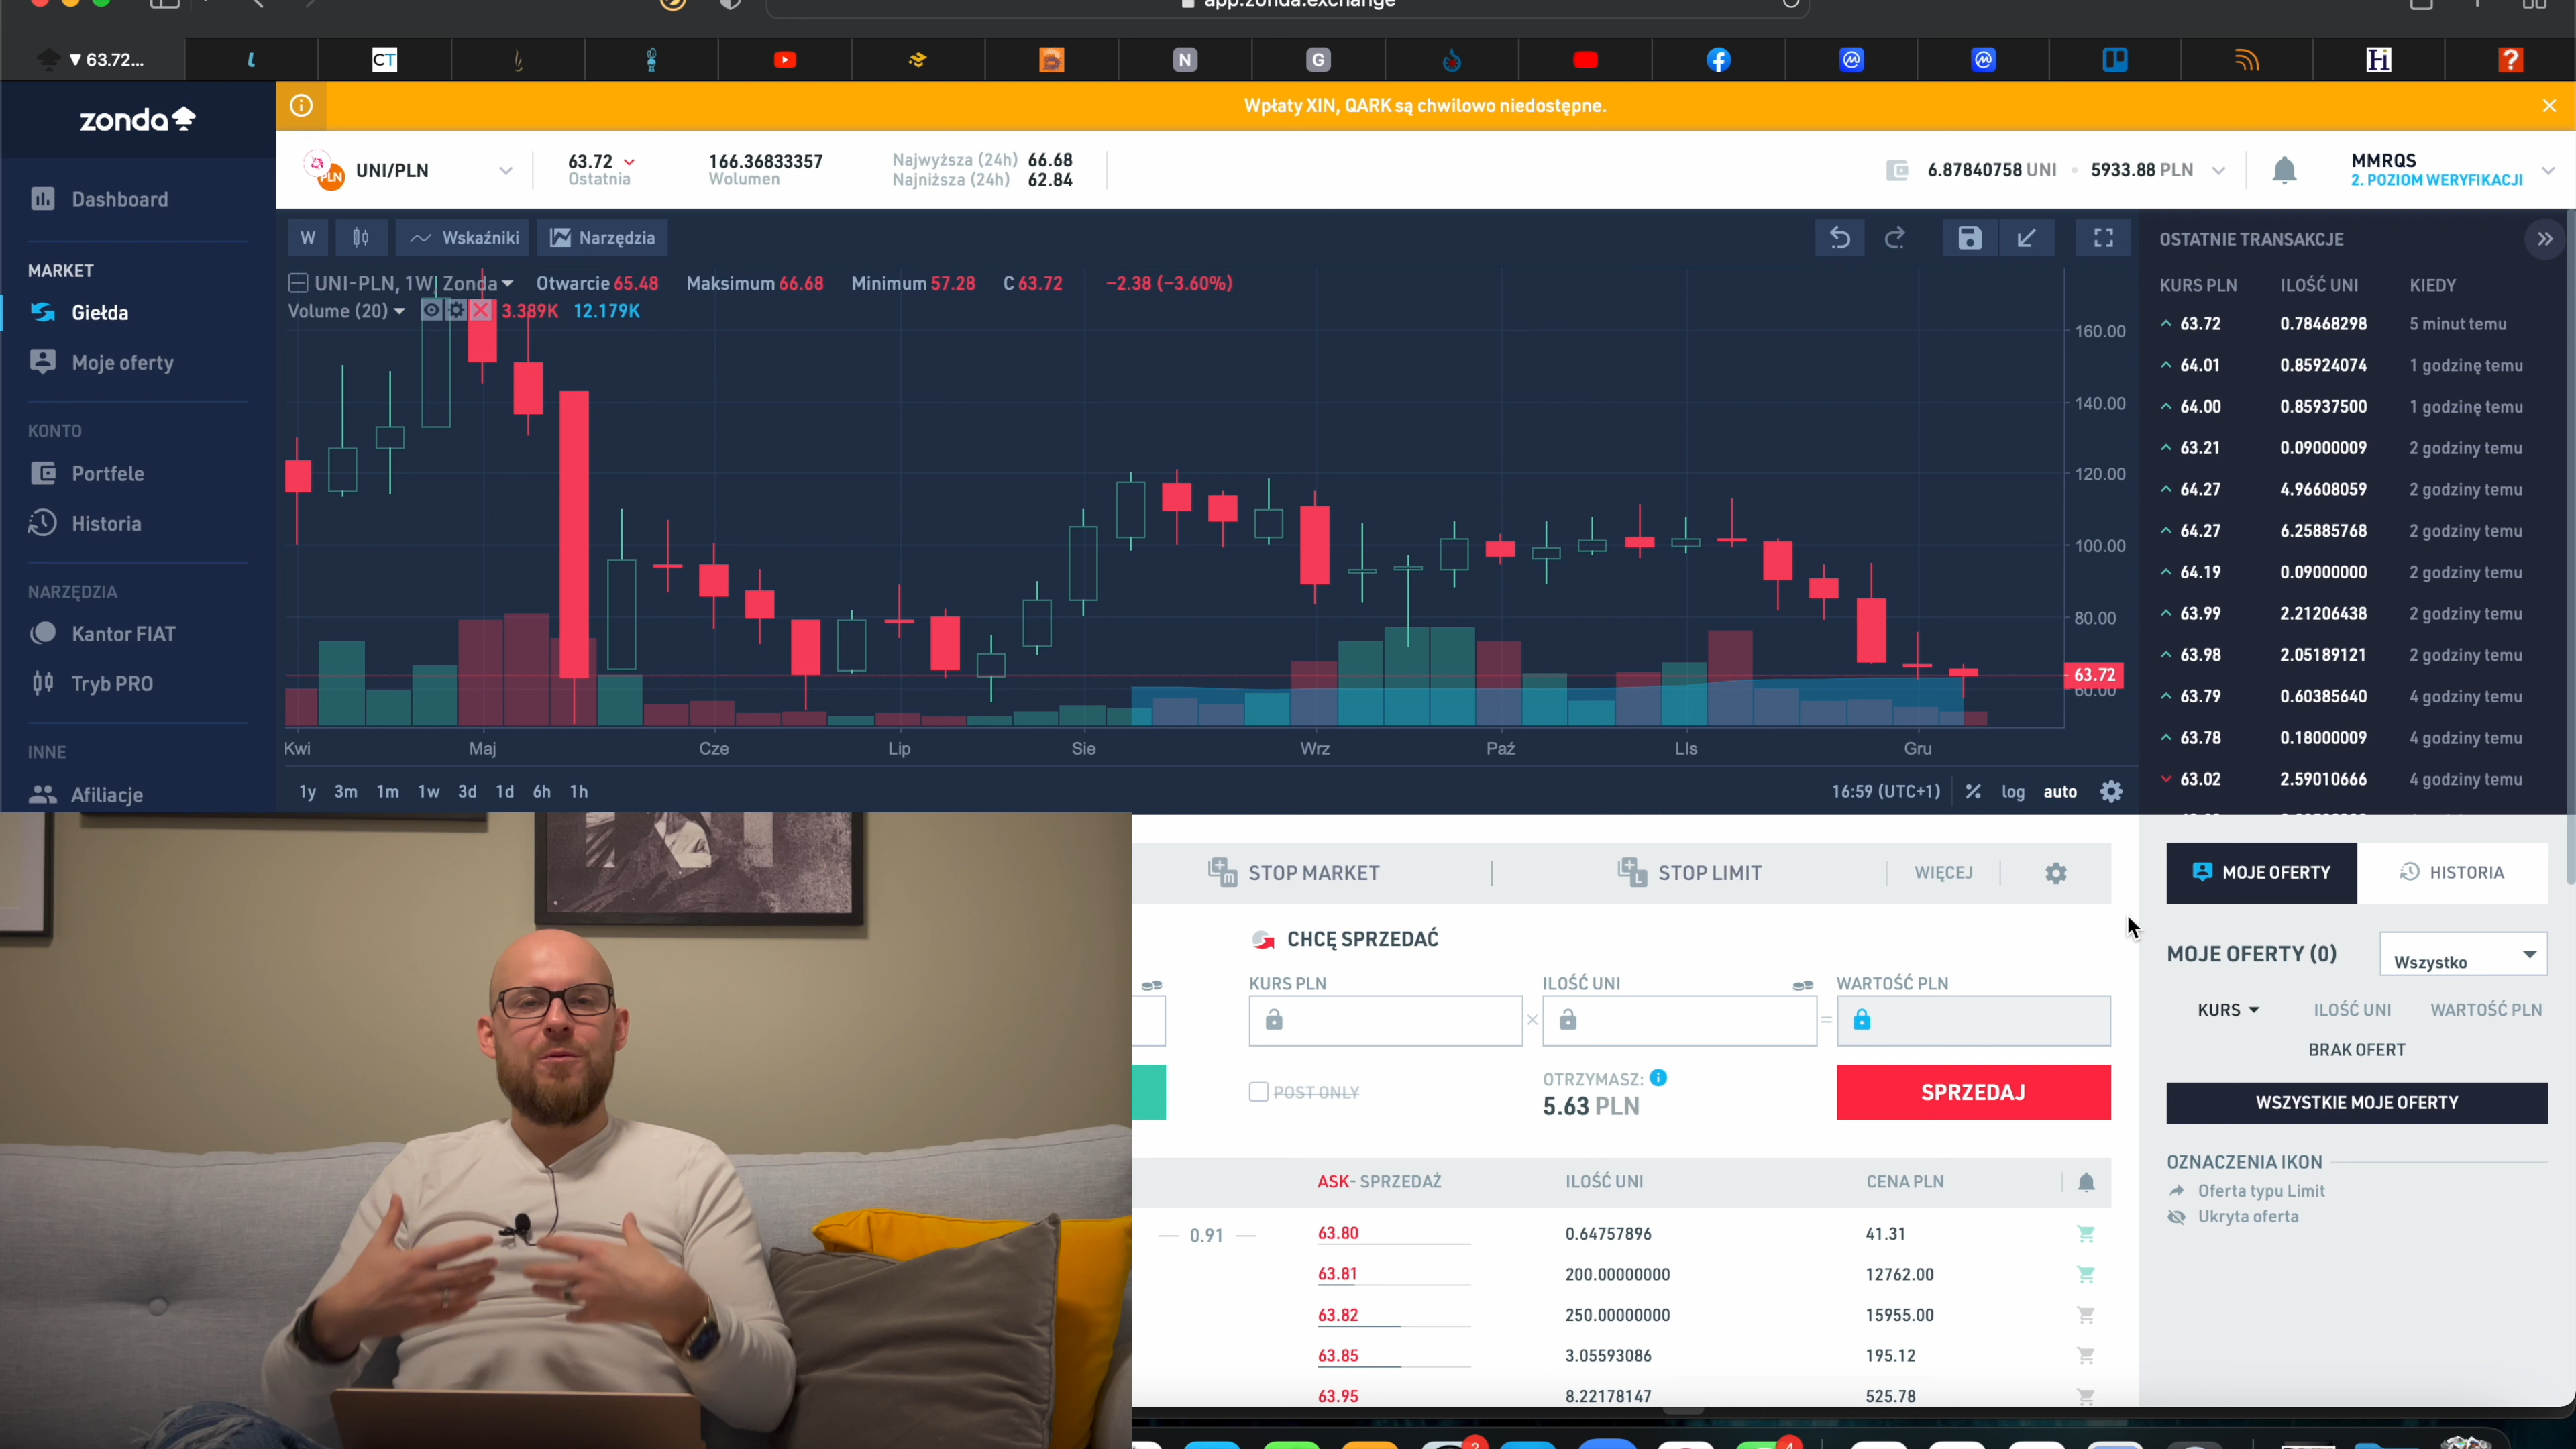 app.zonda.exchange
▼ 63.72...
CT
N
G
Hi
?
zonda
Wpłaty XIN, QARK są chwilowo niedostępne.
UNI/PLN
PLN
63.72
Ostatnia
166.36833357
Wolumen
Najwyższa (24h) 66.68
Najniższa (24h) 62.84
6.87840758 UNI
5933.88 PLN
MMRQS
2. POZIOM WERYFIKACJI
Dashboard
MARKET
Giełda
Moje oferty
KONTO
Portfele
Historia
NARZĘDZIA
Kantor FIAT
Tryb PRO
INNE
Afiliacje
W
Wskaźniki
Narzędzia
UNI-PLN, 1W, Zonda
Otwarcie 65.48 Maksimum 66.68 Minimum 57.28 C 63.72 −2.38 (−3.60%)
Volume (20) 3.389K 12.179K
160.00
140.00
120.00
100.00
80.00
63.72
60.00
Kwi Maj Cze Lip Sie Wrz Paź LIs Gru
1y 3m 1m 1w 3d 1d 6h 1h
16:59 (UTC+1) % log auto
OSTATNIE TRANSAKCJE
KURS PLN ILOŚĆ UNI KIEDY
63.72 0.78468298 5 minut temu
64.01 0.85924074 1 godzinę temu
64.00 0.85937500 1 godzinę temu
63.21 0.09000009 2 godziny temu
64.27 4.96608059 2 godziny temu
64.27 6.25885768 2 godziny temu
64.19 0.09000000 2 godziny temu
63.99 2.21206438 2 godziny temu
63.98 2.05189121 2 godziny temu
63.79 0.60385640 4 godziny temu
63.78 0.18000009 4 godziny temu
63.02 2.59010666 4 godziny temu
STOP MARKET
STOP LIMIT
WIĘCEJ
CHCĘ SPRZEDAĆ
KURS PLN
ILOŚĆ UNI
WARTOŚĆ PLN
× =
POST ONLY
OTRZYMASZ:
5.63 PLN
SPRZEDAJ
ASK- SPRZEDAŻ ILOŚĆ UNI CENA PLN
0.91
63.80 0.64757896 41.31
63.81 200.00000000 12762.00
63.82 250.00000000 15955.00
63.85 3.05593086 195.12
63.95 8.22178147 525.78
MOJE OFERTY
HISTORIA
MOJE OFERTY (0)
Wszystko
KURS ILOŚĆ UNI WARTOŚĆ PLN
BRAK OFERT
WSZYSTKIE MOJE OFERTY
OZNACZENIA IKON
Oferta typu Limit
Ukryta oferta